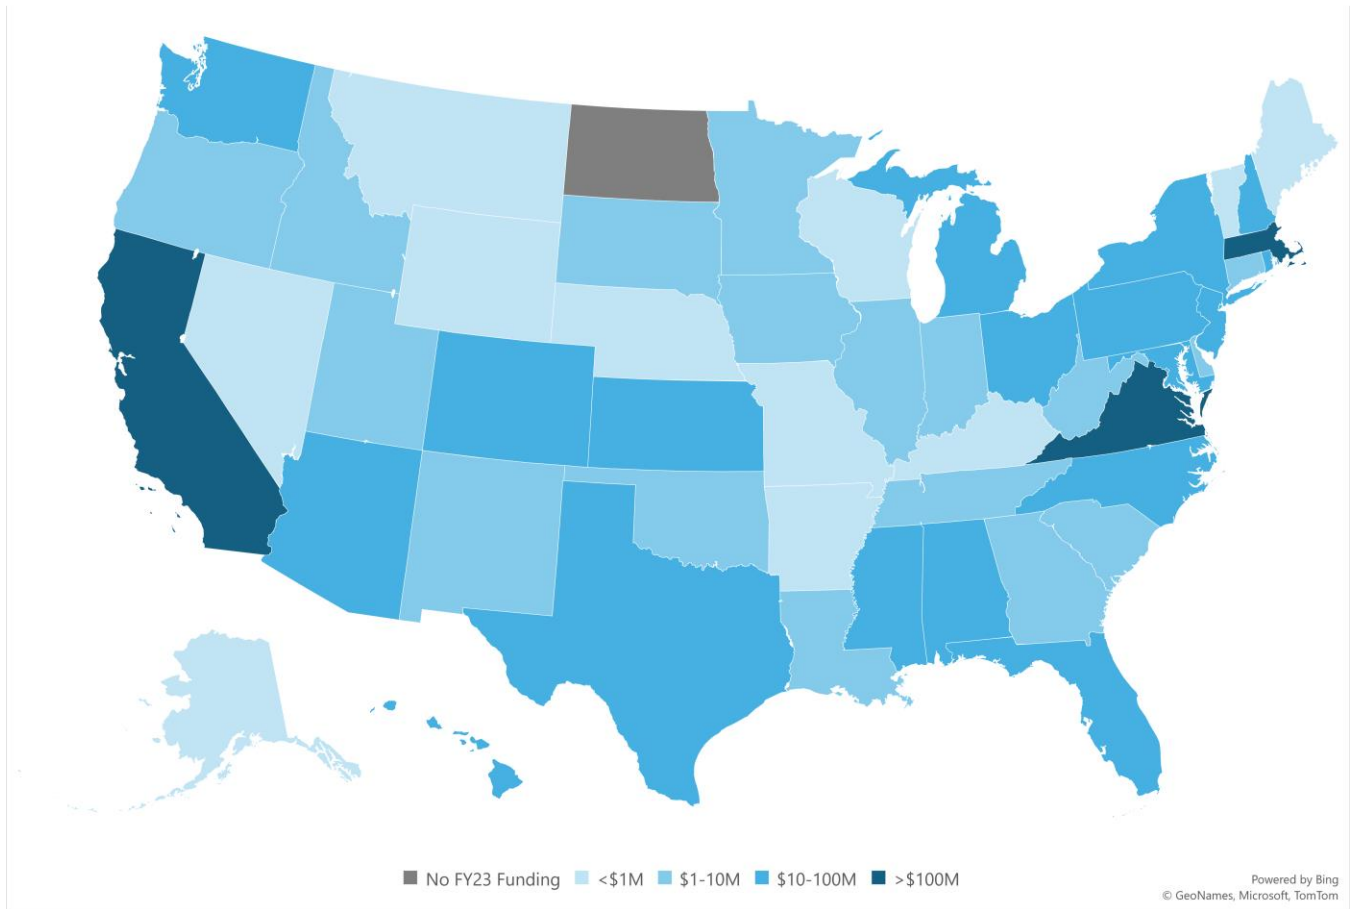 No FY23 Funding <$1M $1-10M $10-100M >$100M
Powered by Bing
© GeoNames, Microsoft, TomTom